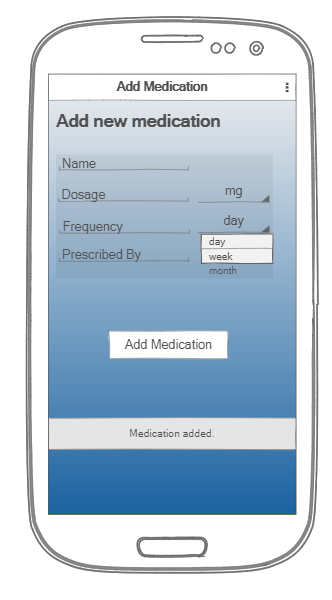 Add Medication
Add new medication
Name
Dosage mg
Frequency day
day
week
Prescribed By
month
Add Medication
Medication added.